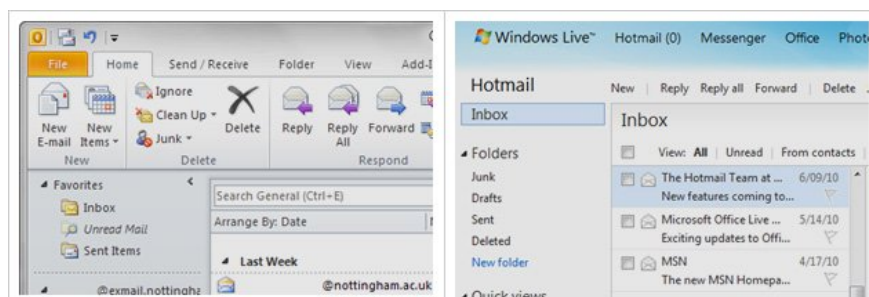 File Home Send / Receive Folder View Add-I
New E-mail
New Items
Ignore
Clean Up
Junk
Delete
Reply
Reply All
Forward
New Delete Respond
Favorites
Inbox
Unread Mail
Sent Items
@exmail.nottingha
Search General (Ctrl+E)
Arrange By: Date
Last Week
@nottingham.ac.uk
Windows Live™ Hotmail (0) Messenger Office Phot
Hotmail
Inbox
Folders
Junk
Drafts
Sent
Deleted
New folder
Quick views
New Reply Reply all Forward Delete
Inbox
View: All Unread From contacts
The Hotmail Team at ... 6/09/10
New features coming to...
Microsoft Office Live ... 5/14/10
Exciting updates to Offi...
MSN 4/17/10
The new MSN Homepa...